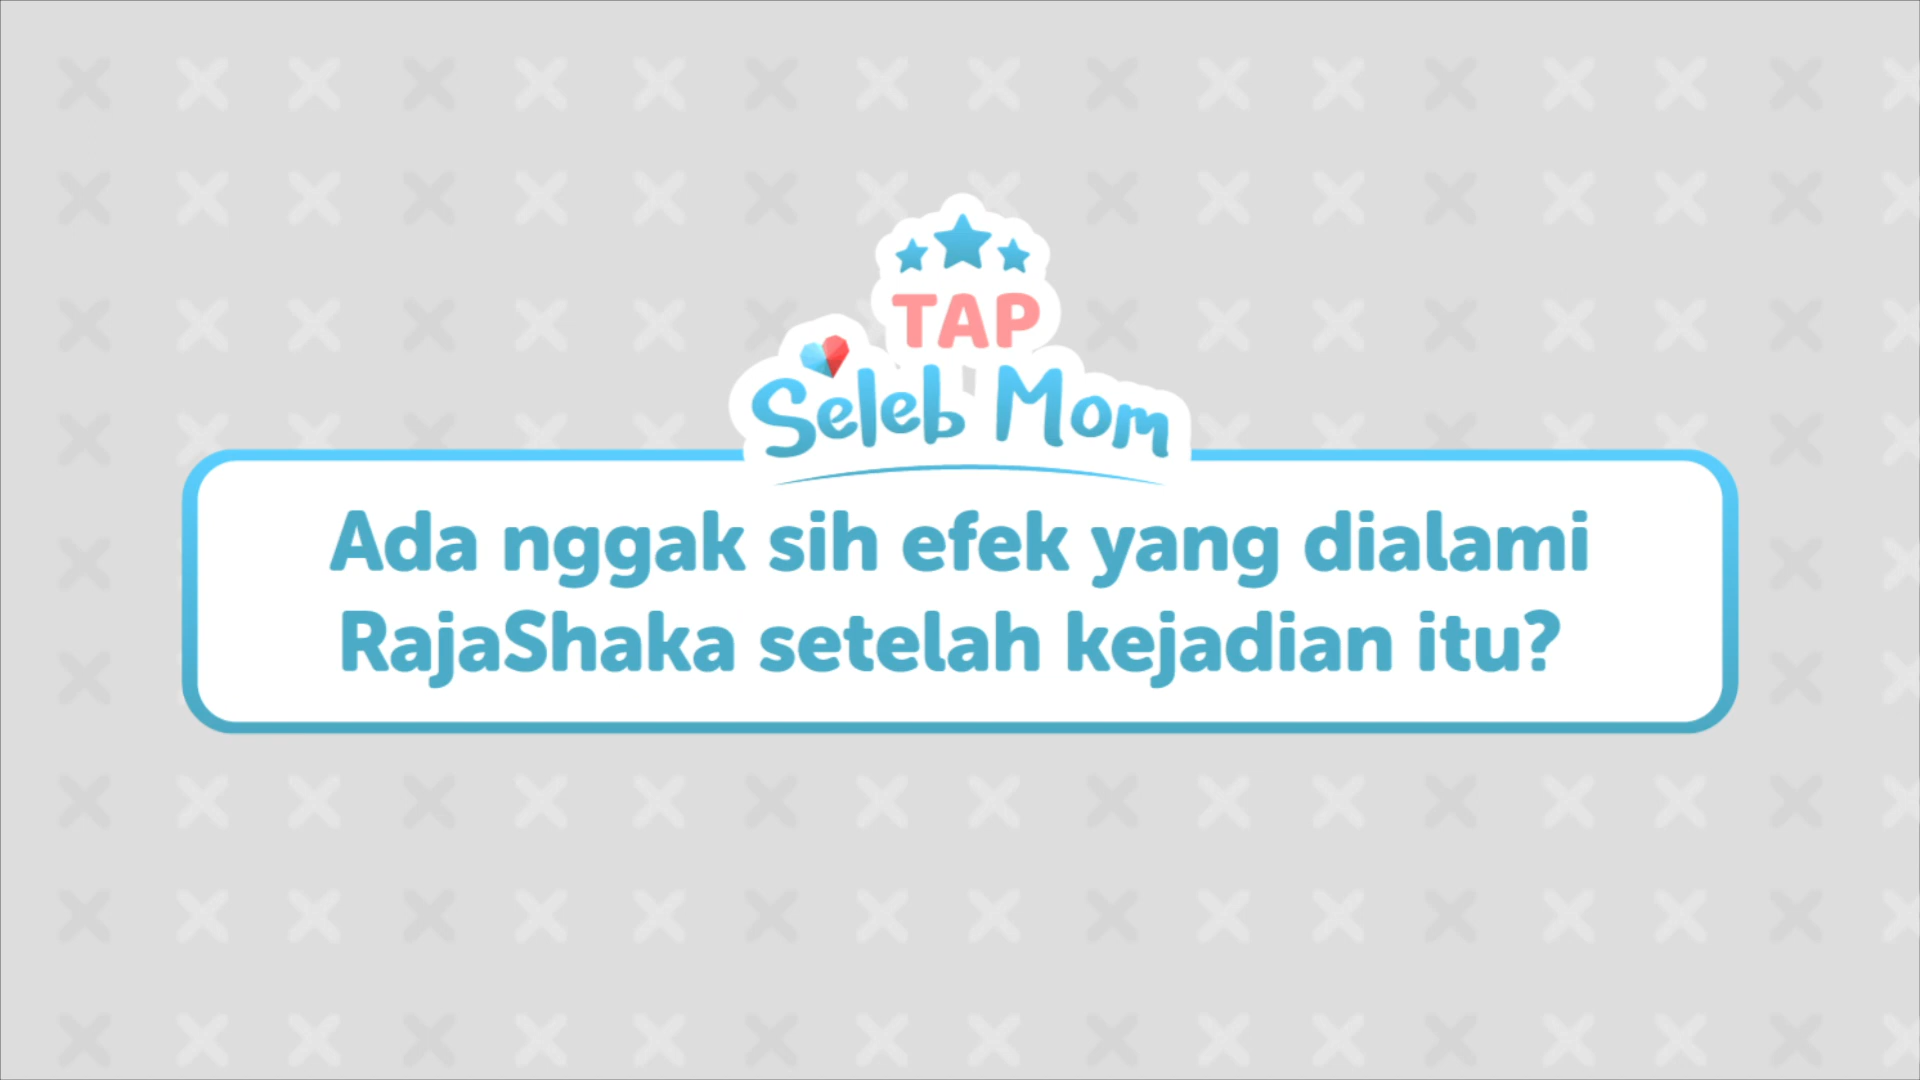 TAP
Seleb Mom
Ada nggak sih efek yang dialami
RajaShaka setelah kejadian itu?